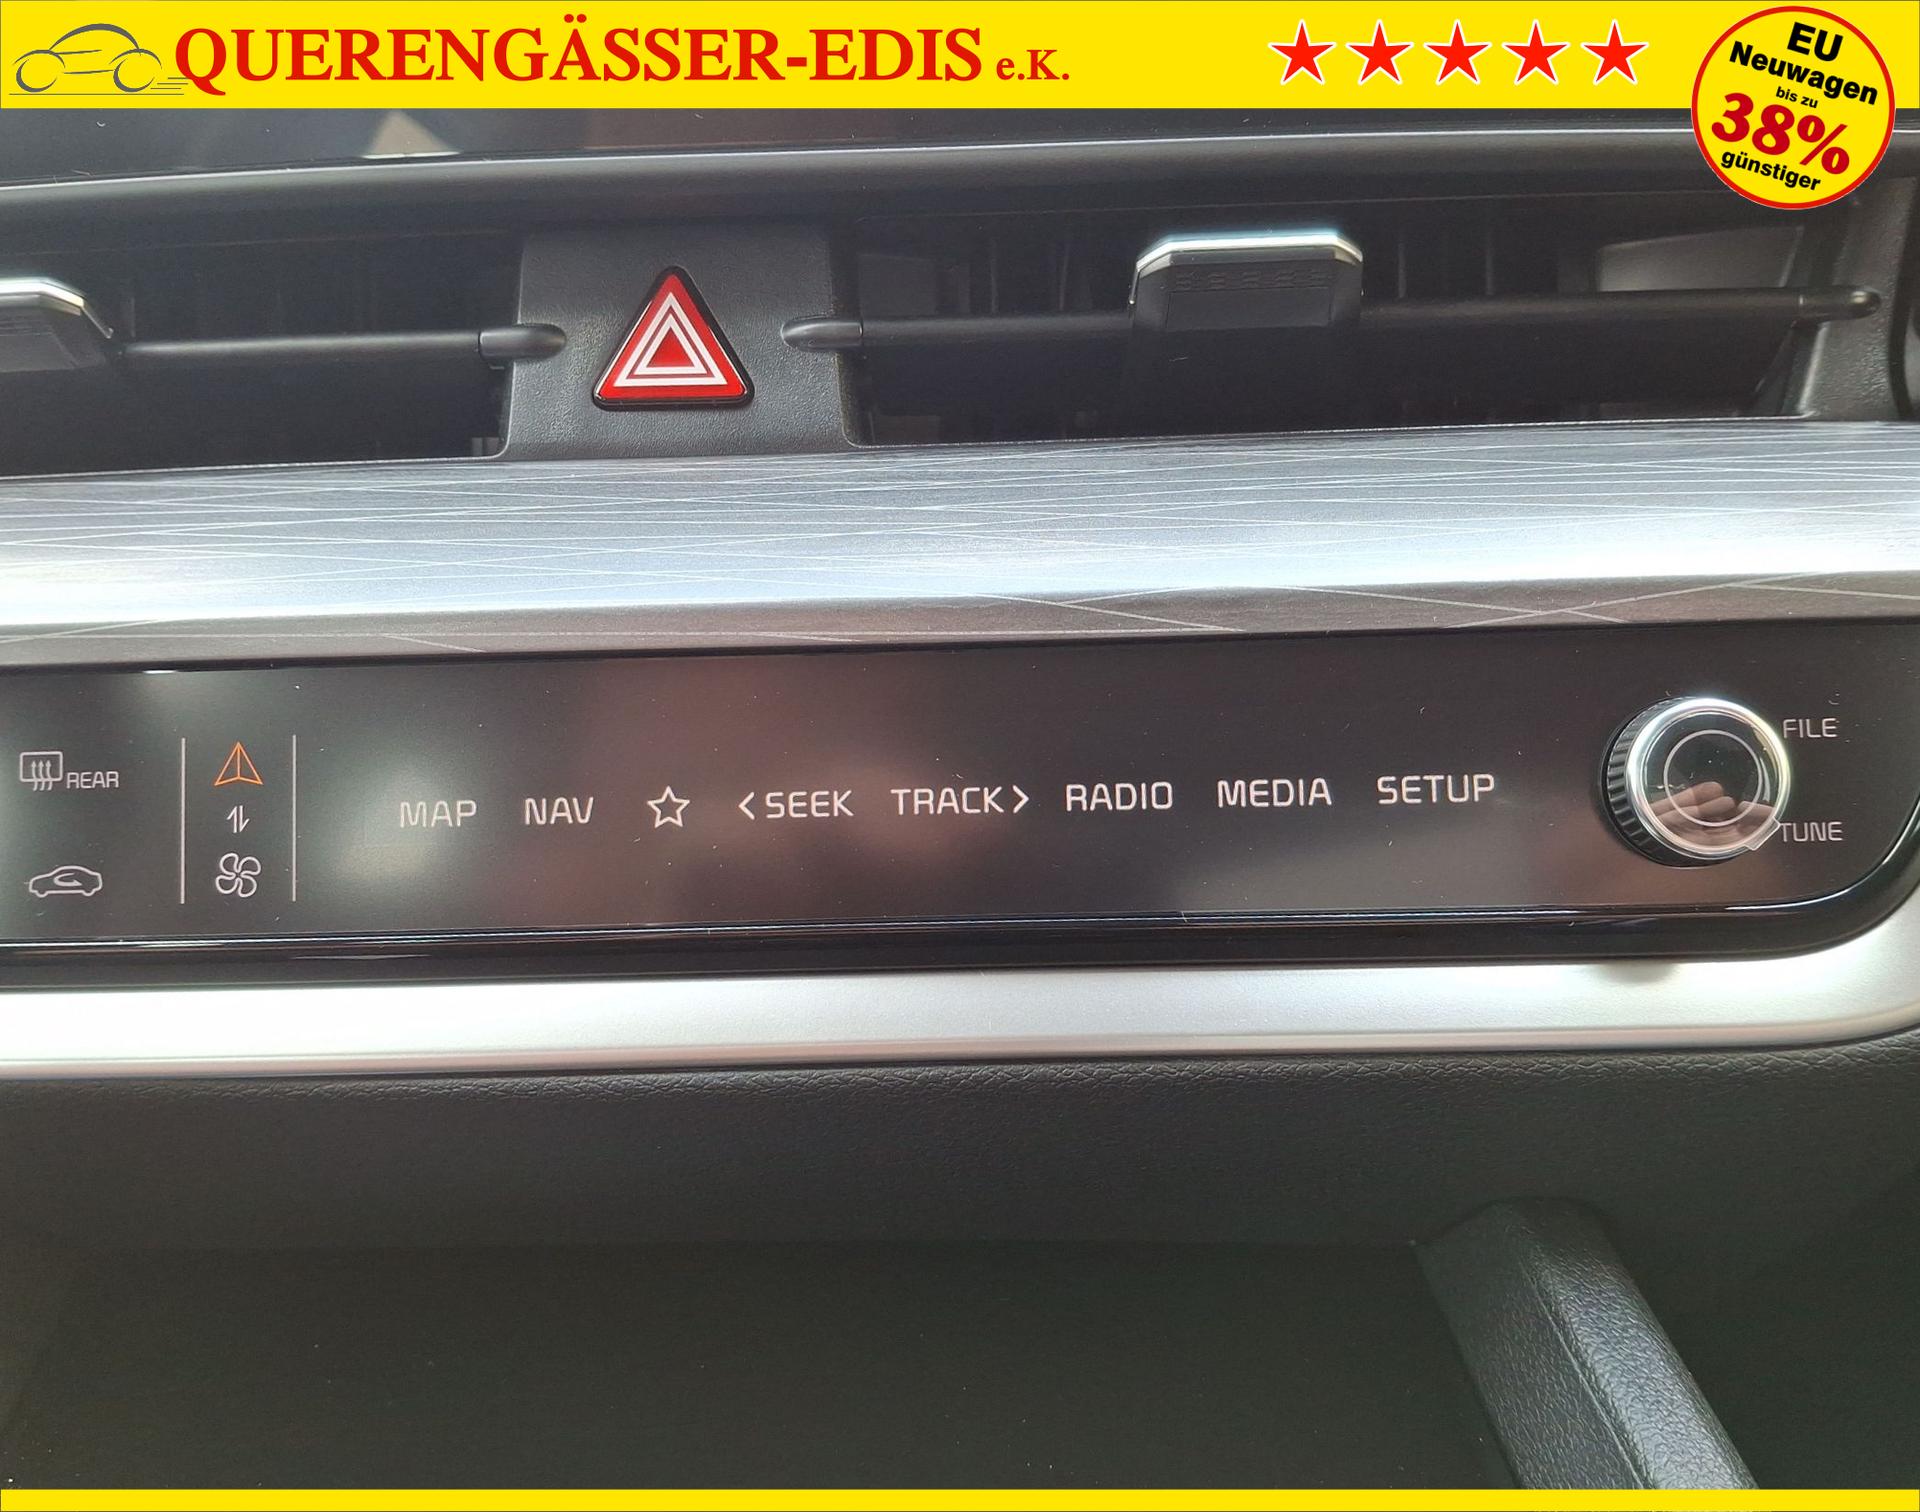 QUERENGÄSSER-EDIS e.K.
EU
Neuwagen
bis zu
38%
günstiger
REAR
MAP NAV < SEEK TRACK > RADIO MEDIA SETUP
FILE
TUNE